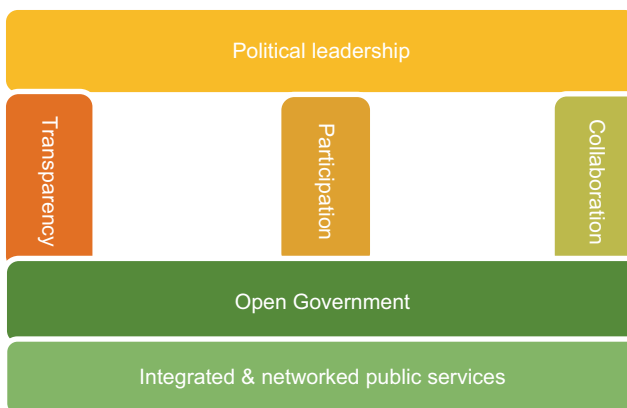 Political leadership
Transparency
Participation
Collaboration
Open Government
Integrated & networked public services